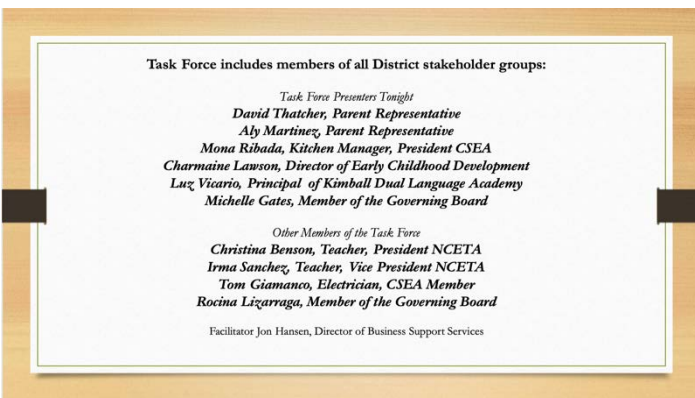 Task Force includes members of all District stakeholder groups:
Task Force Presenters Tonight
David Thatcher, Parent Representative
Aly Martinez, Parent Representative
Mona Ribada, Kitchen Manager, President CSEA
Charmaine Lawson, Director of Early Childhood Development
Luz Vicario, Principal of Kimball Dual Language Academy
Michelle Gates, Member of the Governing Board
Other Members of the Task Force
Christina Benson, Teacher, President NCETA
Irma Sanchez, Teacher, Vice President NCETA
Tom Giamanco, Electrician, CSEA Member
Rocina Lizarraga, Member of the Governing Board
Facilitator Jon Hansen, Director of Business Support Services